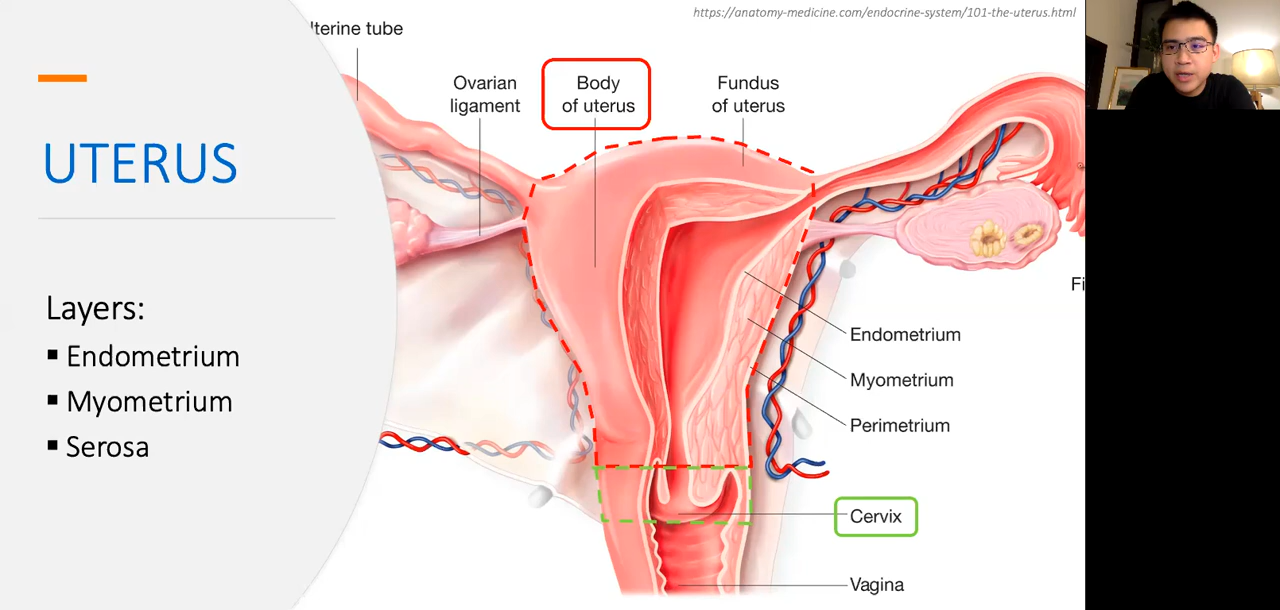 https://anatomy-medicine.com/endocrine-system/101-the-uterus.html
UTERUS
Layers:
▪ Endometrium
▪ Myometrium
▪ Serosa
tube
Ovarian
ligament
Body
of uterus
Fundus
of uterus
Endometrium
Myometrium
Perimetrium
Cervix
Vagina